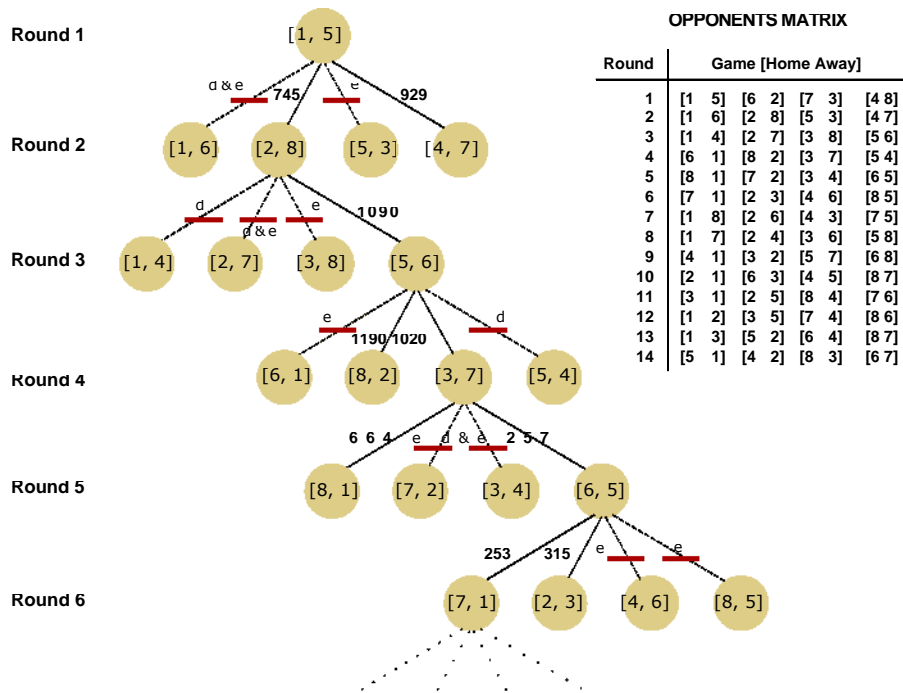 OPPONENTS MATRIX
Round Game [Home Away]
1 [1 5] [6 2] [7 3] [4 8]
2 [1 6] [2 8] [5 3] [4 7]
3 [1 4] [2 7] [3 8] [5 6]
4 [6 1] [8 2] [3 7] [5 4]
5 [8 1] [7 2] [3 4] [6 5]
6 [7 1] [2 3] [4 6] [8 5]
7 [1 8] [2 6] [4 3] [7 5]
8 [1 7] [2 4] [3 6] [5 8]
9 [4 1] [3 2] [5 7] [6 8]
10 [2 1] [6 3] [4 5] [8 7]
11 [3 1] [2 5] [8 4] [7 6]
12 [1 2] [3 5] [7 4] [8 6]
13 [1 3] [5 2] [6 4] [8 7]
14 [5 1] [4 2] [8 3] [6 7]
Round 1 [1, 5]
d & e 745 e 929
Round 2 [1, 6] [2, 8] [5, 3] [4, 7]
d d & e e 1090
Round 3 [1, 4] [2, 7] [3, 8] [5, 6]
e 1190 1020 d
Round 4 [6, 1] [8, 2] [3, 7] [5, 4]
664 e d & e 257
Round 5 [8, 1] [7, 2] [3, 4] [6, 5]
253 315 e e
Round 6 [7, 1] [2, 3] [4, 6] [8, 5]